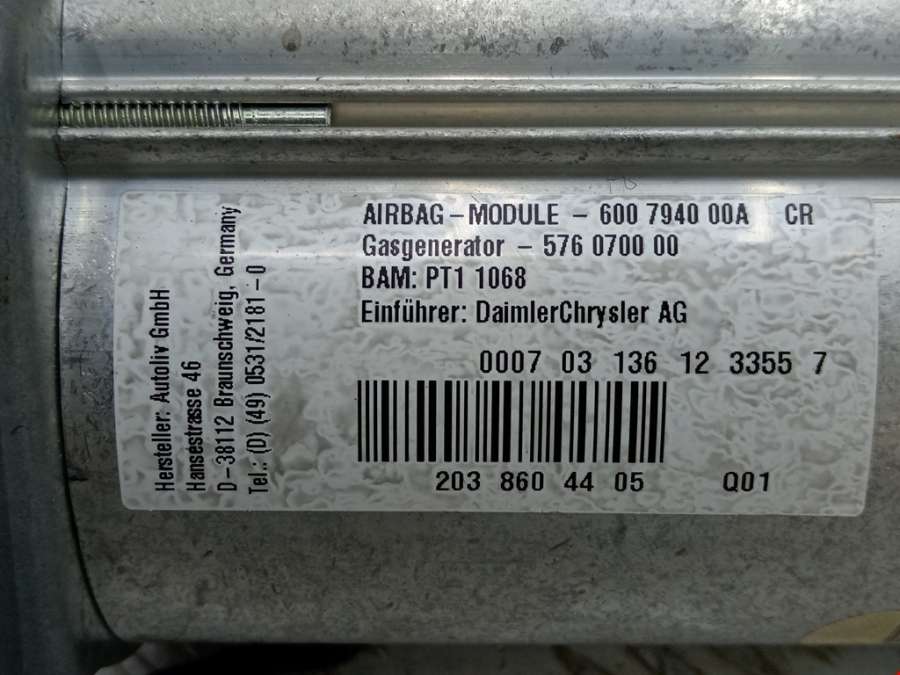 AIRBAG – MODULE – 600 7940 00A CR
Gasgenerator – 576 0700 00
BAM: PT1 1068
Einführer: DaimlerChrysler AG
0007 03 136 12 3355 7
203 860 44 05 Q01
Hersteller: Autoliv GmbH
Hansestrasse 46
D–38112 Braunschweig, Germany
Tel.: (D) (49) 0531/2181–0